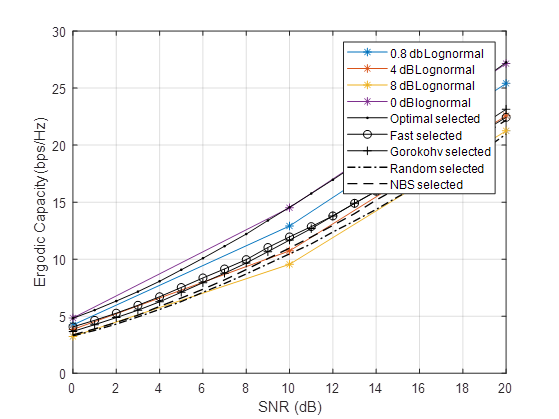 30
25
20
15
10
5
0
Ergodic Capacity (bps/Hz)
0.8 dbLognormal
4 dBLognormal
8 dBLognormal
0 dBlognormal
Optimal selected
Fast selected
Gorokohv selected
Random selected
NBS selected
0 2 4 6 8 10 12 14 16 18 20
SNR (dB)